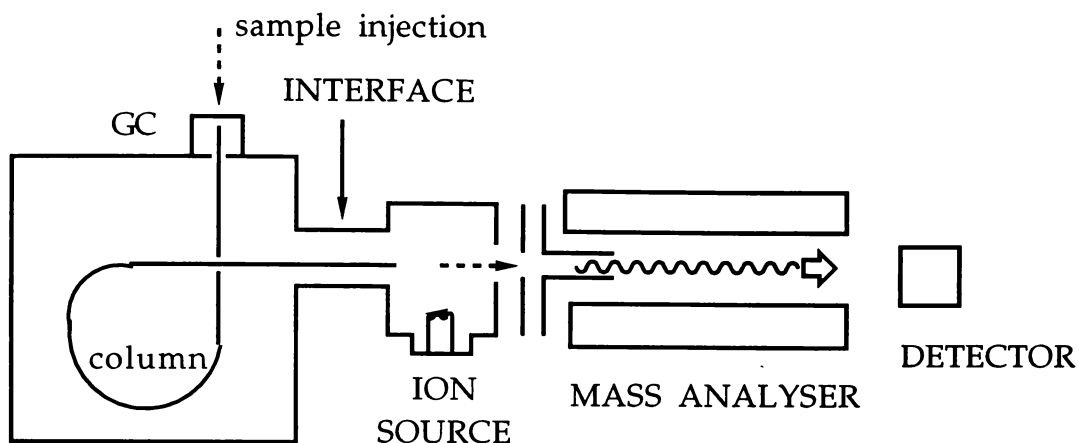 sample injection
INTERFACE
GC
column
ION
SOURCE
MASS ANALYSER
DETECTOR